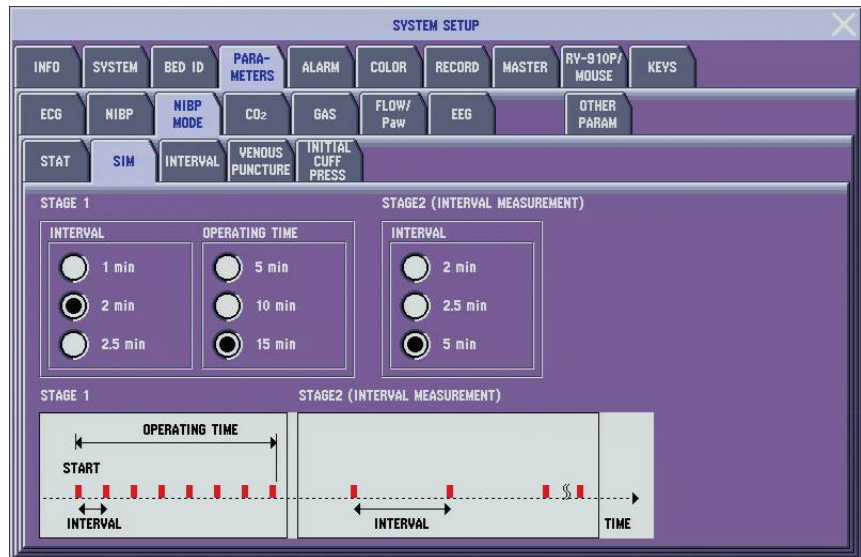 SYSTEM SETUP
INFO SYSTEM BED ID PARA-METERS ALARM COLOR RECORD MASTER RY-910P/MOUSE KEYS
ECG NIBP NIBP MODE CO₂ GAS FLOW/Paw EEG OTHER PARAM
STAT SIM INTERVAL VENOUS PUNCTURE INITIAL CUFF PRESS
STAGE 1 STAGE2 (INTERVAL MEASUREMENT)
INTERVAL OPERATING TIME INTERVAL
1 min 5 min 2 min
2 min 10 min 2.5 min
2.5 min 15 min 5 min
STAGE 1 STAGE2 (INTERVAL MEASUREMENT)
OPERATING TIME
START
INTERVAL INTERVAL TIME